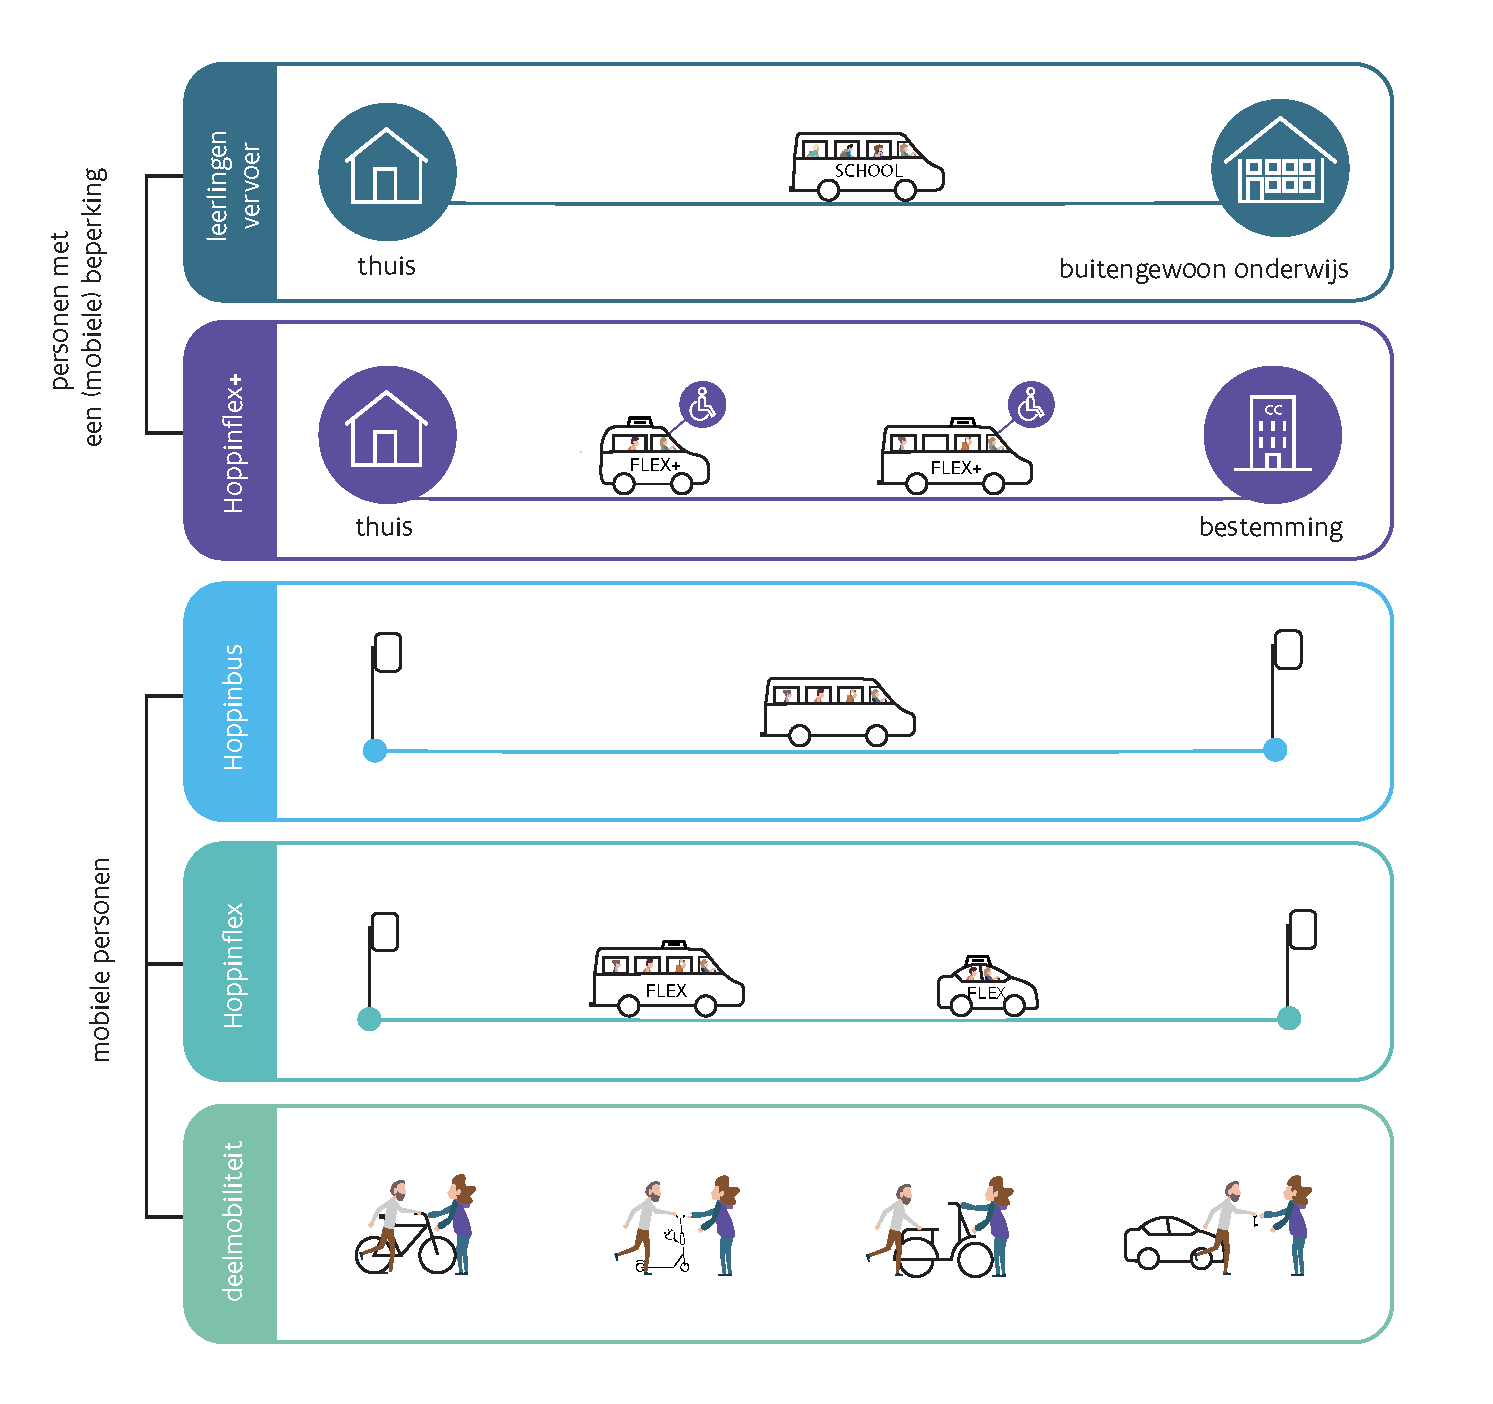 personen met
een (mobiele) beperking
leerlingen
vervoer
SCHOOL
thuis
buitengewoon onderwijs
Hoppinflex+
FLEX+
FLEX+
CC
thuis
bestemming
mobiele personen
Hoppinbus
Hoppinflex
FLEX
FLEX
deelmobiliteit